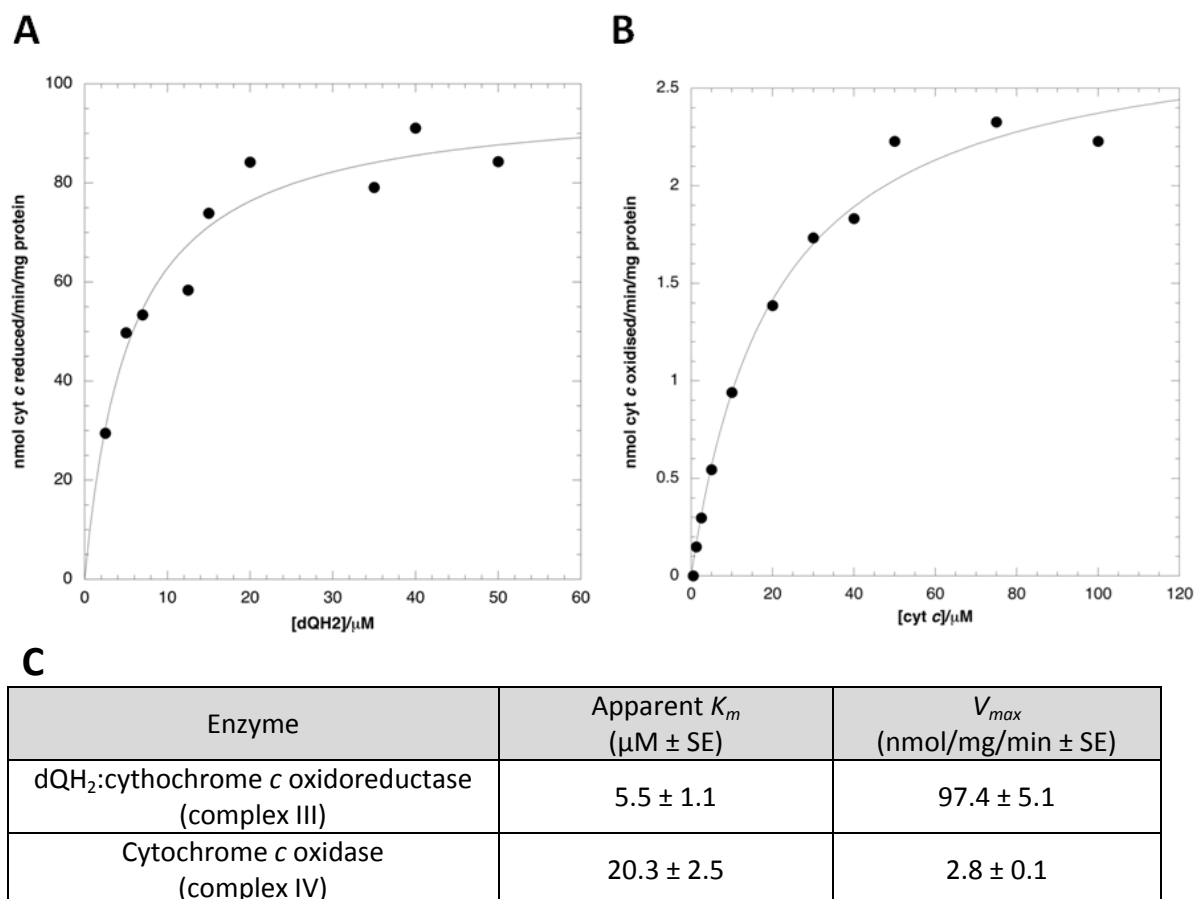 A
B
nmol cyt c reduced/min/mg protein
100
80
60
40
20
0
0 10 20 30 40 50 60
[dQH2]/μM
nmol cyt c oxidised/min/mg protein
2.5
2
1.5
1
0.5
0
0 20 40 60 80 100 120
[cyt c]/μM
C
Enzyme
Apparent Km
(μM ± SE)
Vmax
(nmol/mg/min ± SE)
dQH₂:cythochrome c oxidoreductase
(complex III)
5.5 ± 1.1
97.4 ± 5.1
Cytochrome c oxidase
(complex IV)
20.3 ± 2.5
2.8 ± 0.1